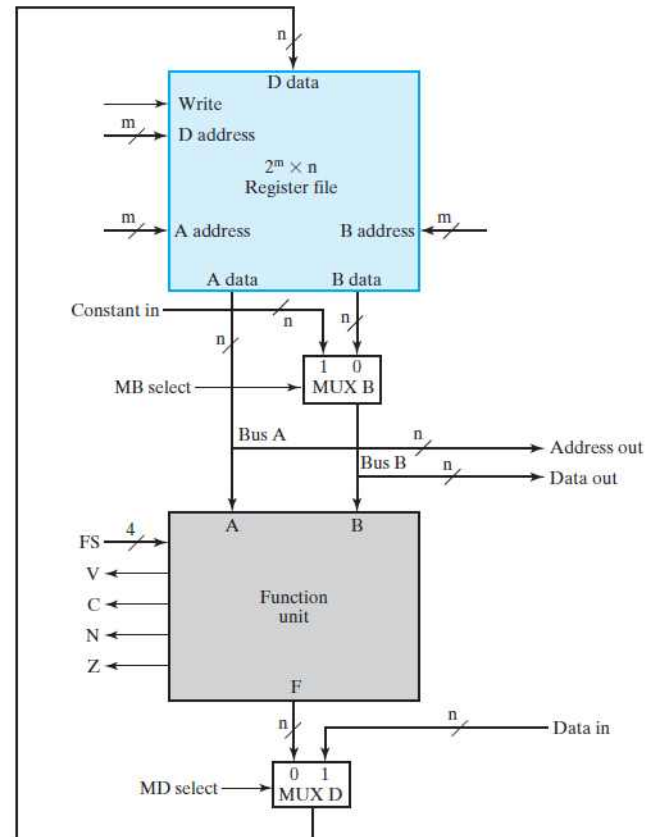 n
D data
Write
m
D address
2^m × n
Register file
m
A address
B address
m
A data
B data
Constant in
n
n
n
1 0
MB select
MUX B
Bus A
n
Address out
Bus B
n
Data out
A
B
FS
4
V
C
N
Z
Function
unit
F
n
n
Data in
0 1
MD select
MUX D